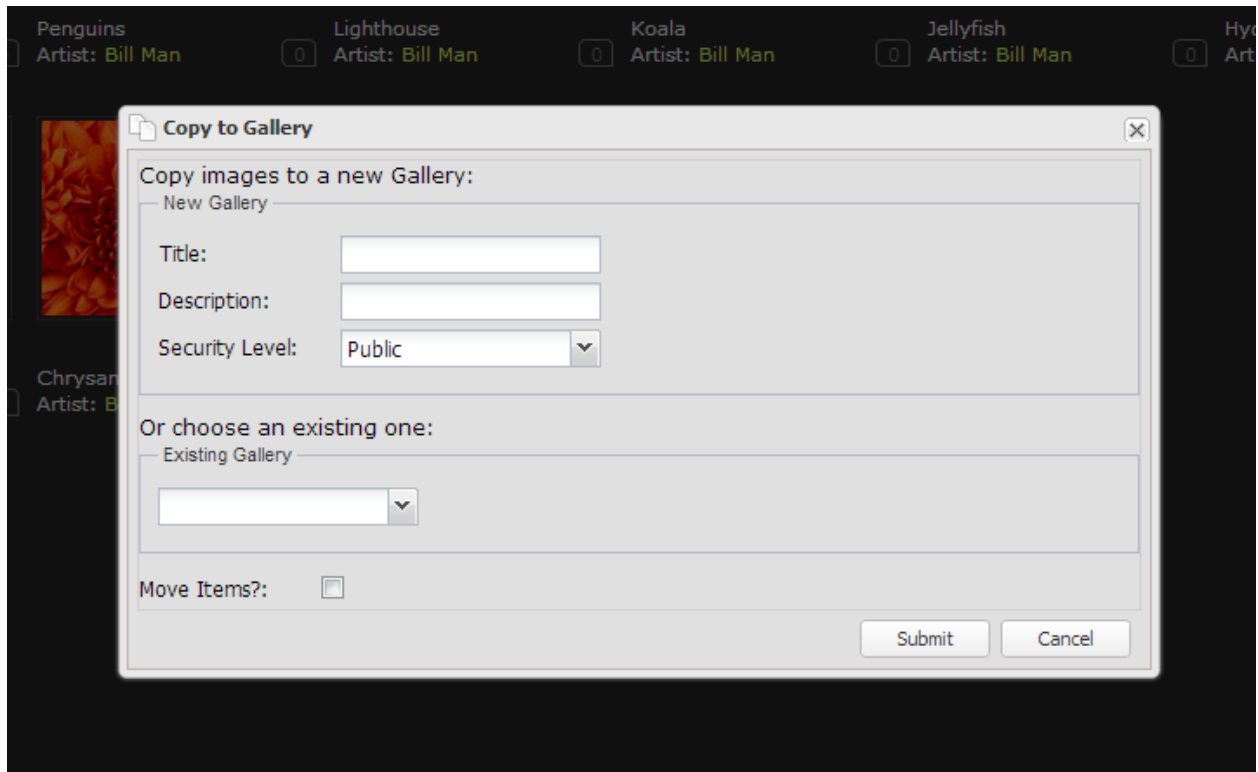 Penguins Lighthouse Koala Jellyfish
Artist: Bill Man 0 Artist: Bill Man 0 Artist: Bill Man 0 Artist: Bill Man 0
Copy to Gallery
Copy images to a new Gallery:
New Gallery
Title:
Description:
Security Level: Public
Chrysan
Artist: B
Or choose an existing one:
Existing Gallery
Move Items?:
Submit Cancel